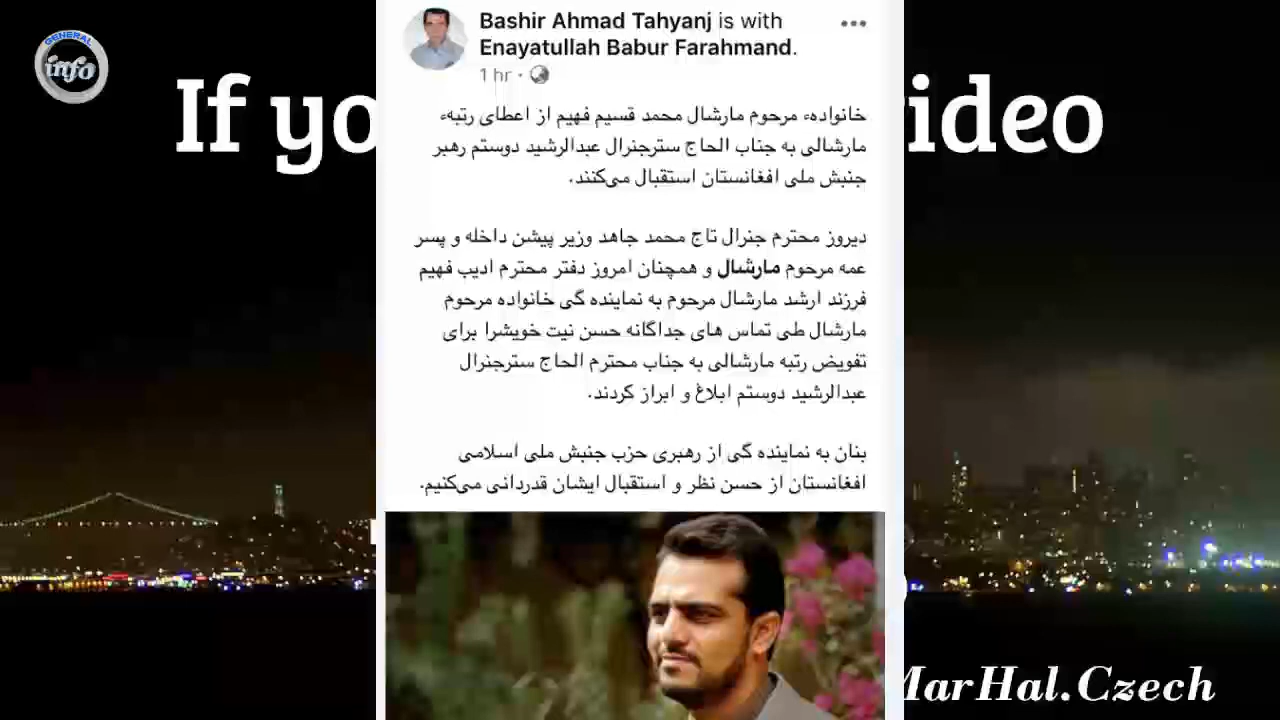 GENERAL
info
If yo
ideo
Bashir Ahmad Tahyanj is with
Enayatullah Babur Farahmand.
1 hr
خانوادهء مرحوم مارشال محمد قسیم فهیم از اعطای رتبهء
مارشالی به جناب الحاج سترجنرال عبدالرشید دوستم رهبر
جنبش ملی افغانستان استقبال می‌کنند.
دیروز محترم جنرال تاج محمد جاهد وزیر پیشن داخله و پسر
عمه مرحوم مارشال و همچنان امروز دفتر محترم ادیب فهیم
فرزند ارشد مارشال مرحوم به نماینده گی خانواده مرحوم
مارشال طی تماس های جداگانه حسن نیت خویشرا برای
تفویض رتبه مارشالی به جناب محترم الحاج سترجنرال
عبدالرشید دوستم ابلاغ و ابراز کردند.
بنان به نماینده گی از رهبری حزب جنبش ملی اسلامی
افغانستان از حسن نظر و استقبال ایشان قدردانی می‌کنیم.
MarHal.Czech